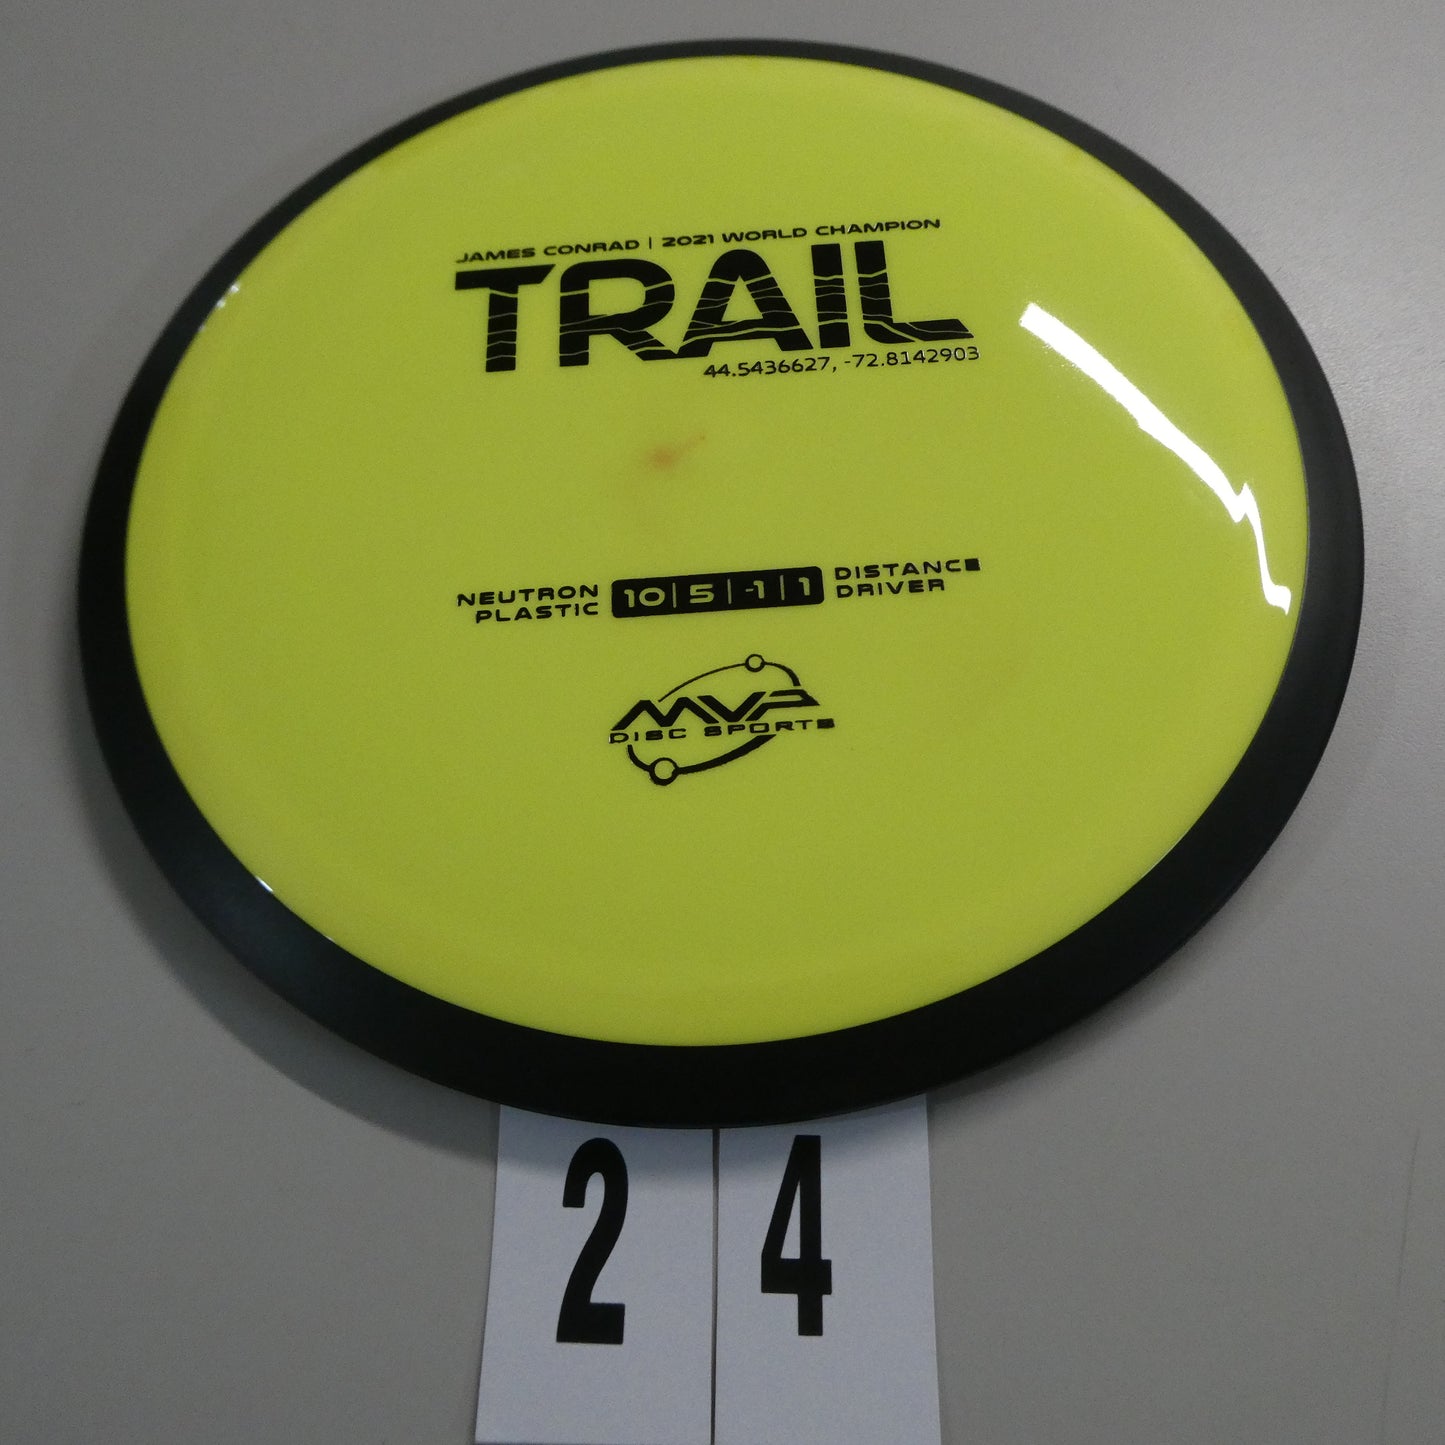 JAMES CONRAD | 2021 WORLD CHAMPION
TRAIL
44.5436627, -72.8142903
NEUTRON PLASTIC
10 | 5 | -1 | 1
DISTANCE DRIVER
MVP
DISC SPORTS
2 4